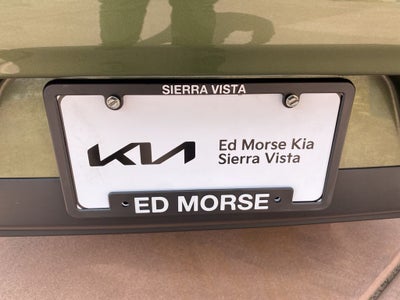 SIERRA VISTA
KIA
Ed Morse Kia
Sierra Vista
ED MORSE